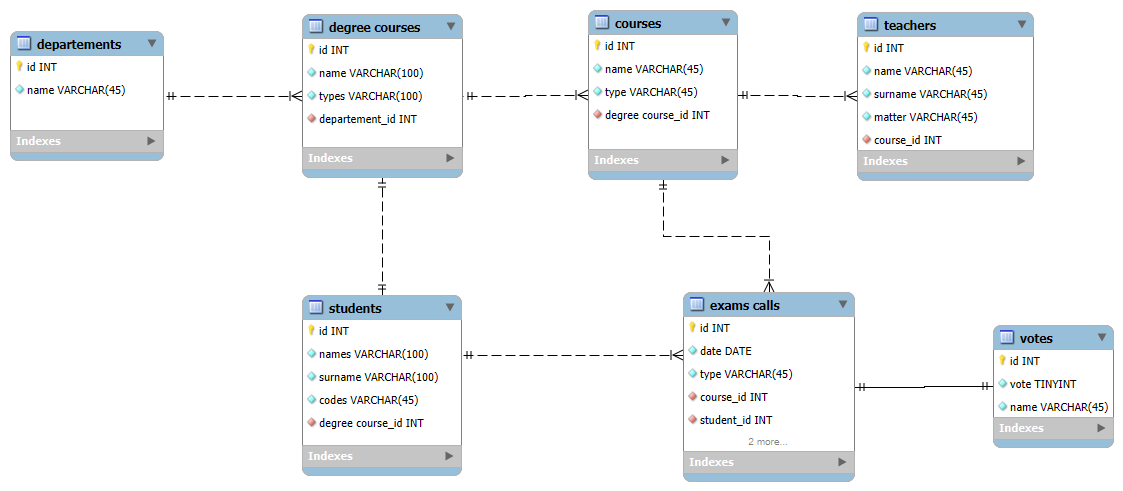 departements
id INT
name VARCHAR(45)
Indexes
degree courses
id INT
name VARCHAR(100)
types VARCHAR(100)
departement_id INT
Indexes
courses
id INT
name VARCHAR(45)
type VARCHAR(45)
degree course_id INT
Indexes
teachers
id INT
name VARCHAR(45)
surname VARCHAR(45)
matter VARCHAR(45)
course_id INT
Indexes
students
id INT
names VARCHAR(100)
surname VARCHAR(100)
codes VARCHAR(45)
degree course_id INT
Indexes
exams calls
id INT
date DATE
type VARCHAR(45)
course_id INT
student_id INT
2 more...
Indexes
votes
id INT
vote TINYINT
name VARCHAR(45)
Indexes